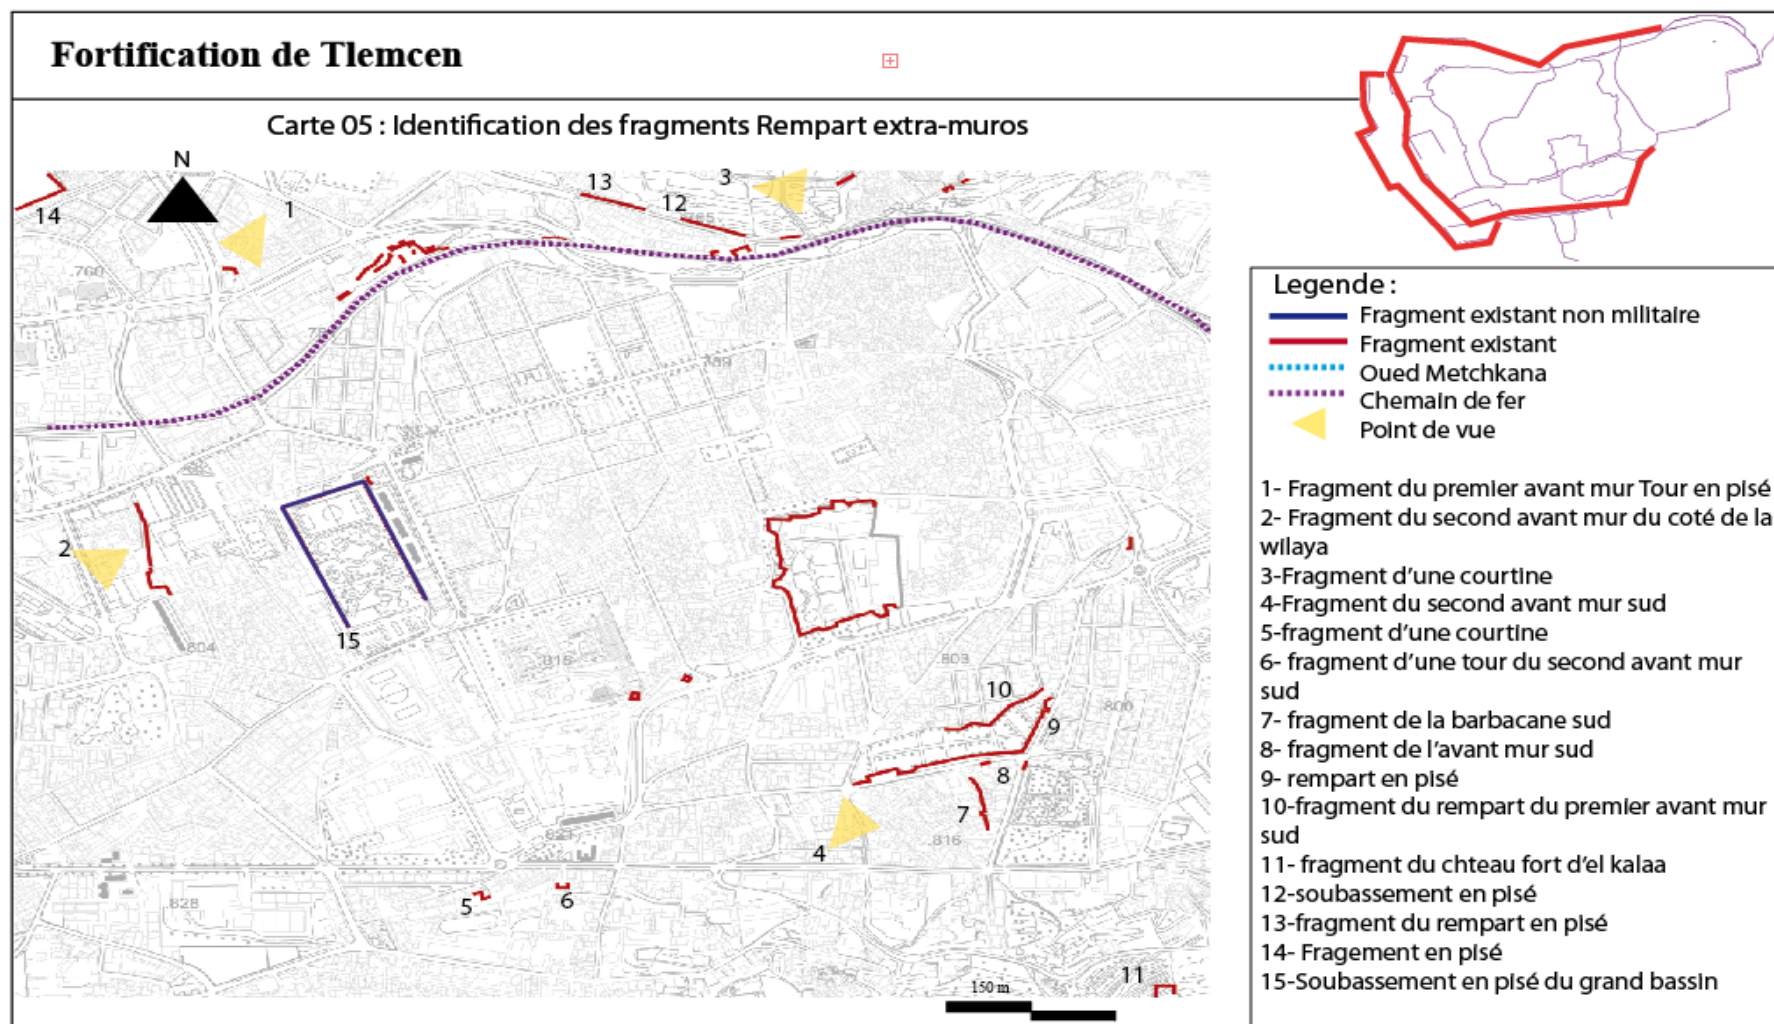 Fortification de Tlemcen
Carte 05 : Identification des fragments Rempart extra-muros
N
1
2
3
4
5
6
7
8
9
10
11
12
13
14
15
760
804
815
803
800
816
828
150 m
Legende :
Fragment existant non militaire
Fragment existant
Oued Metchkana
Chemain de fer
Point de vue
1- Fragment du premier avant mur Tour en pisé
2- Fragment du second avant mur du coté de la
wilaya
3-Fragment d'une courtine
4-Fragment du second avant mur sud
5-fragment d'une courtine
6- fragment d'une tour du second avant mur
sud
7- fragment de la barbacane sud
8- fragment de l'avant mur sud
9- rempart en pisé
10-fragment du rempart du premier avant mur
sud
11- fragment du chteau fort d'el kalaa
12-soubassement en pisé
13-fragment du rempart en pisé
14- Fragement en pisé
15-Soubassement en pisé du grand bassin